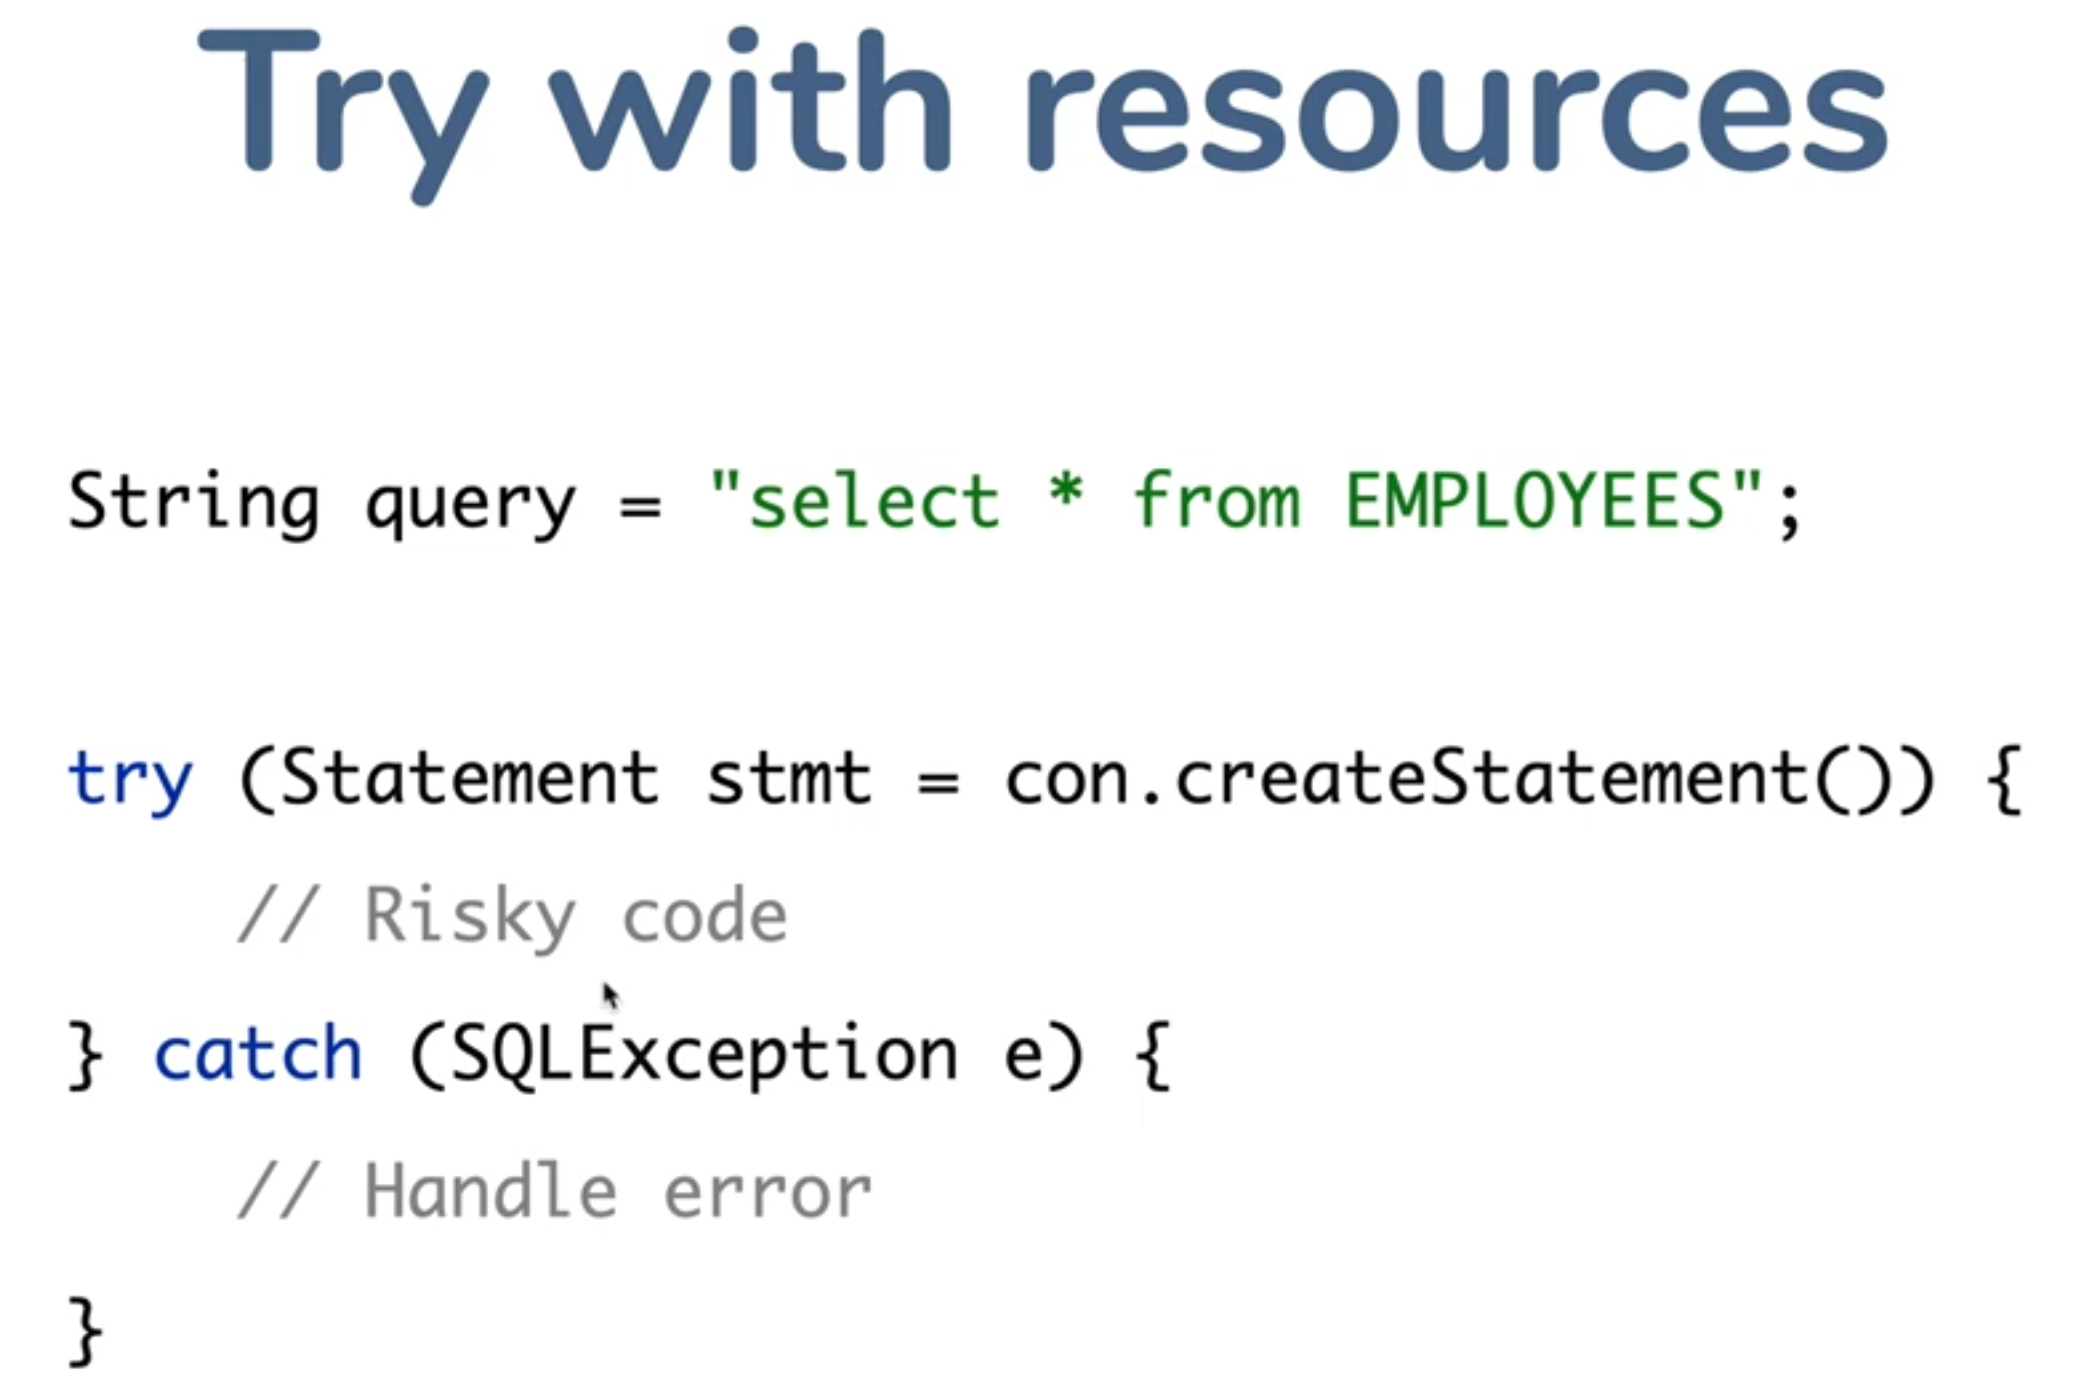 Try with resources
String query = "select * from EMPLOYEES";
try (Statement stmt = con.createStatement()) {
// Risky code
} catch (SQLException e) {
// Handle error
}